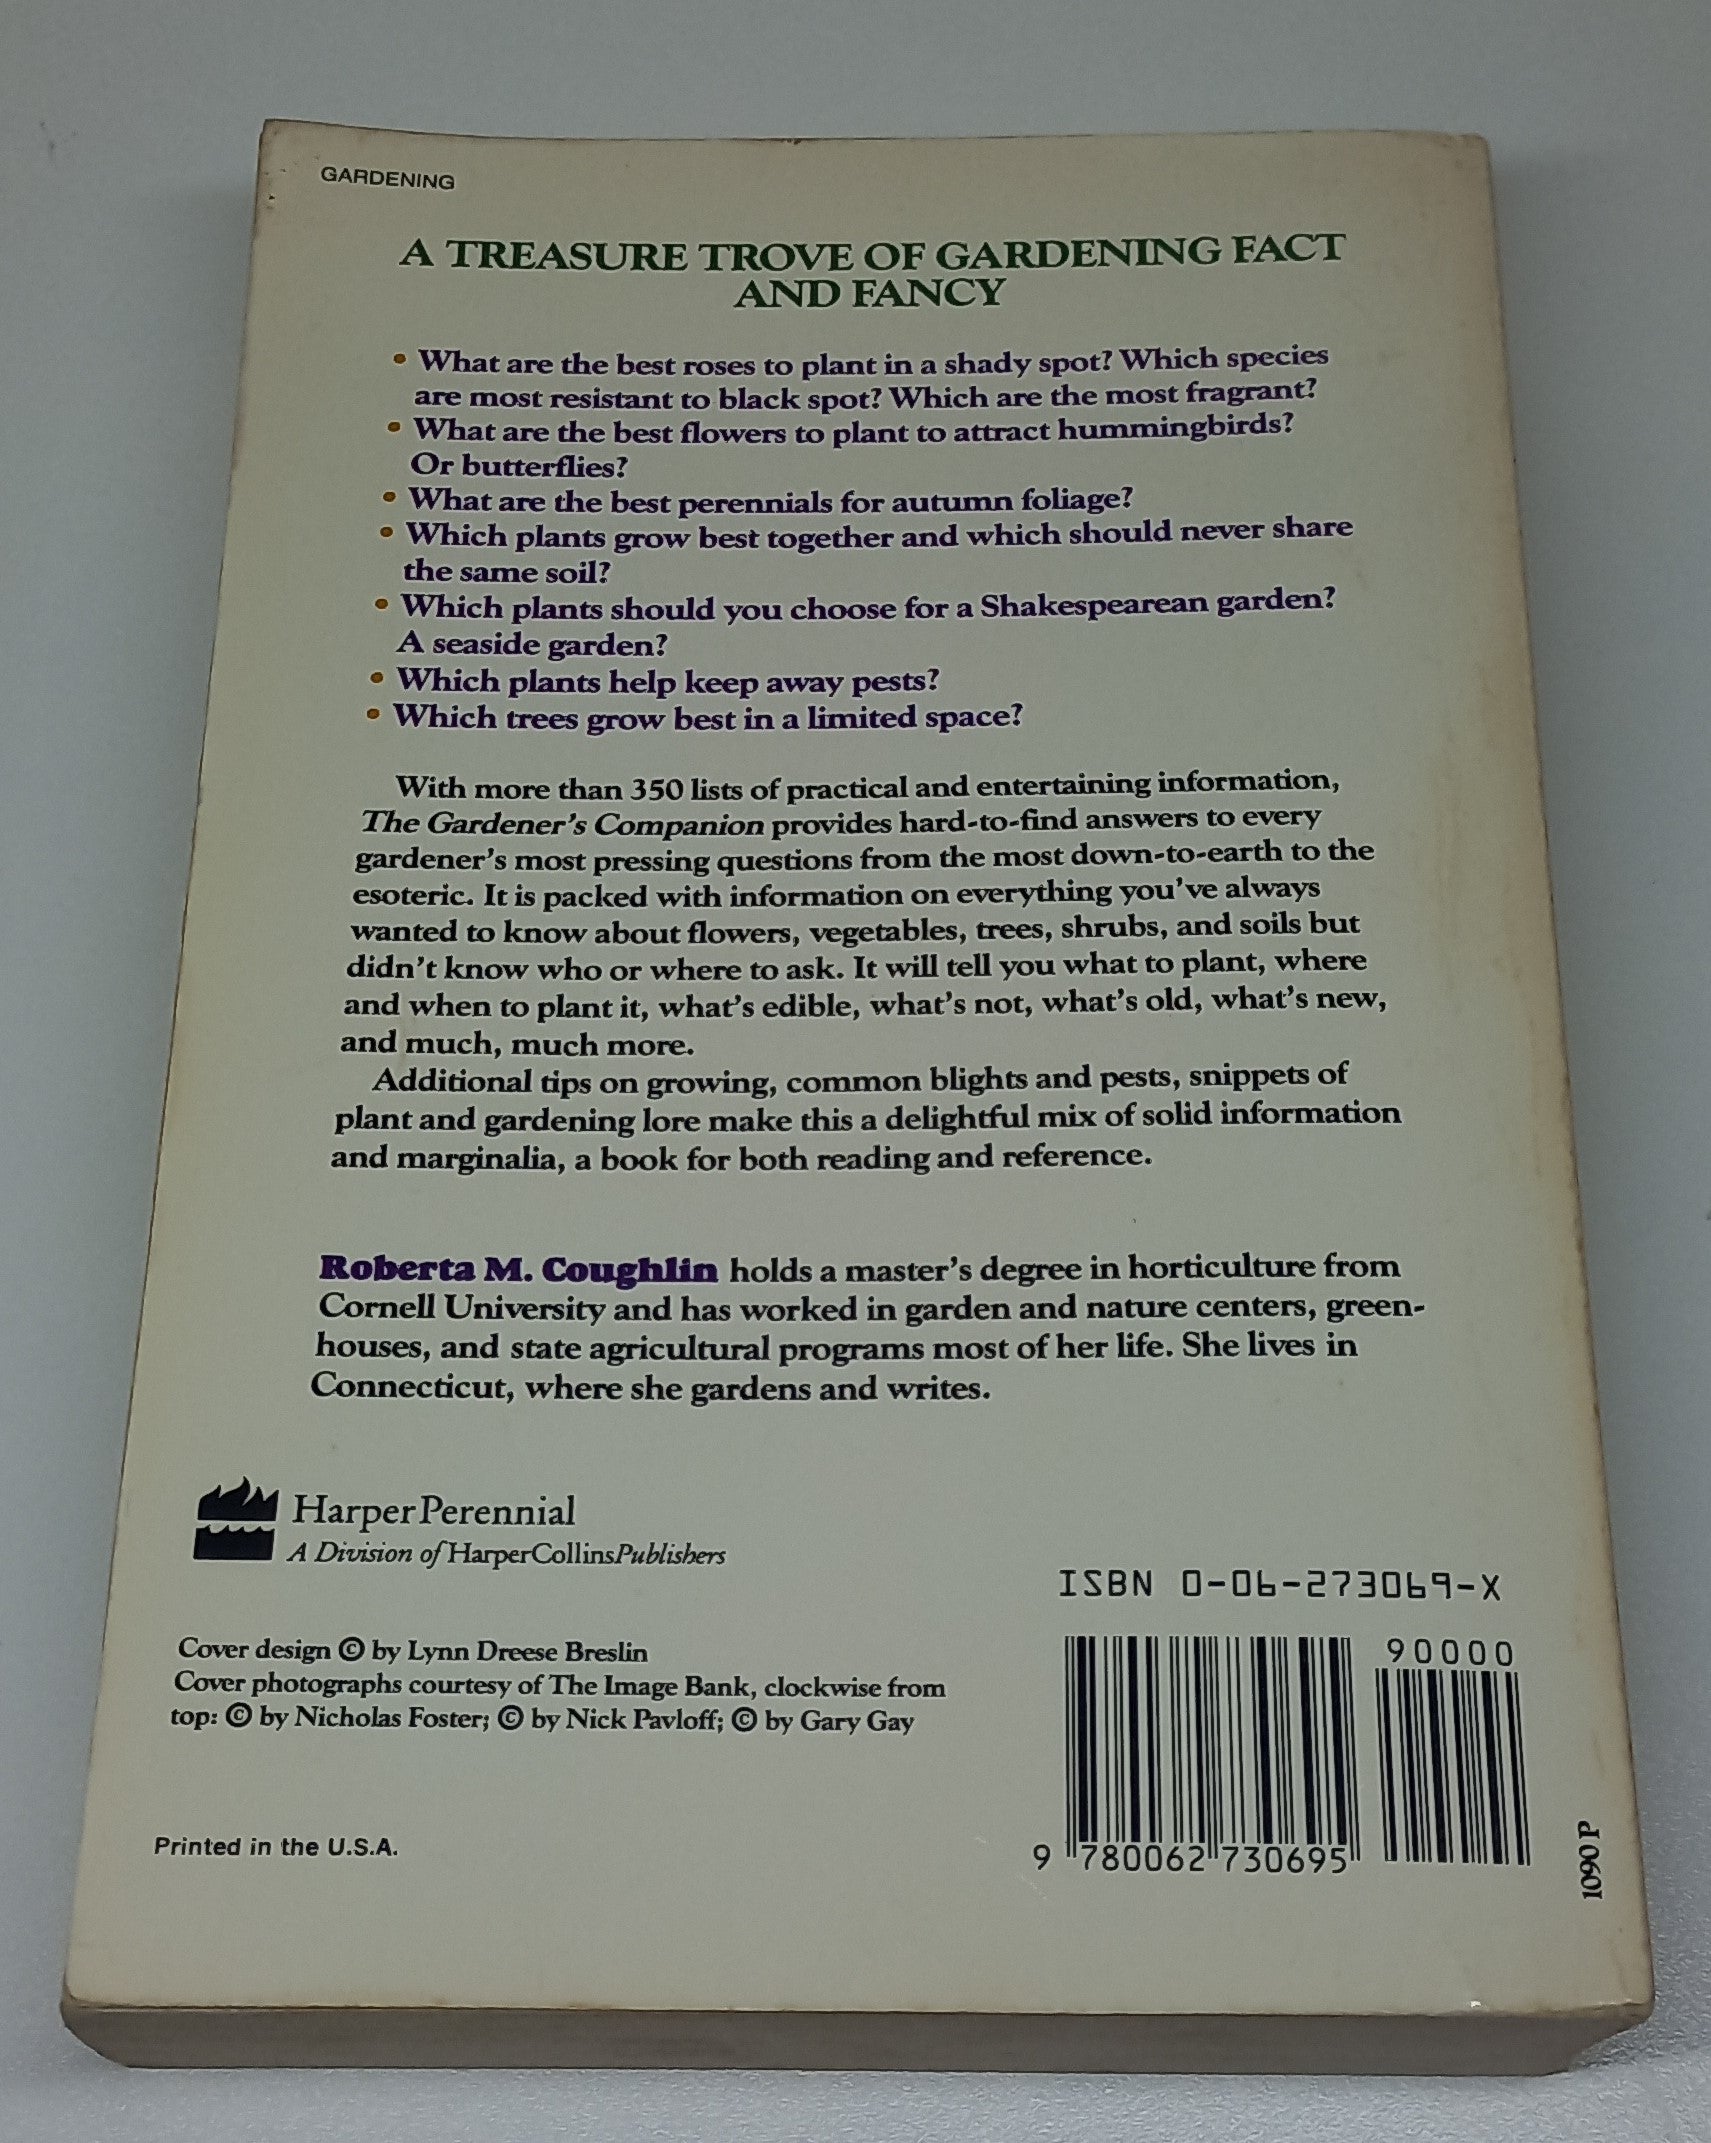 GARDENING
A TREASURE TROVE OF GARDENING FACT
AND FANCY
• What are the best roses to plant in a shady spot? Which species
are most resistant to black spot? Which are the most fragrant?
• What are the best flowers to plant to attract hummingbirds?
Or butterflies?
• What are the best perennials for autumn foliage?
• Which plants grow best together and which should never share
the same soil?
• Which plants should you choose for a Shakespearean garden?
A seaside garden?
• Which plants help keep away pests?
• Which trees grow best in a limited space?
With more than 350 lists of practical and entertaining information,
The Gardener's Companion provides hard-to-find answers to every
gardener's most pressing questions from the most down-to-earth to the
esoteric. It is packed with information on everything you've always
wanted to know about flowers, vegetables, trees, shrubs, and soils but
didn't know who or where to ask. It will tell you what to plant, where
and when to plant it, what's edible, what's not, what's old, what's new,
and much, much more.
Additional tips on growing, common blights and pests, snippets of
plant and gardening lore make this a delightful mix of solid information
and marginalia, a book for both reading and reference.
Roberta M. Coughlin holds a master's degree in horticulture from
Cornell University and has worked in garden and nature centers, green-
houses, and state agricultural programs most of her life. She lives in
Connecticut, where she gardens and writes.
HarperPerennial
A Division of HarperCollinsPublishers
ISBN 0-06-273069-X
Cover design © by Lynn Dreese Breslin
Cover photographs courtesy of The Image Bank, clockwise from
top: © by Nicholas Foster; © by Nick Pavloff; © by Gary Gay
90000
Printed in the U.S.A.
9 780062 730695
1090P